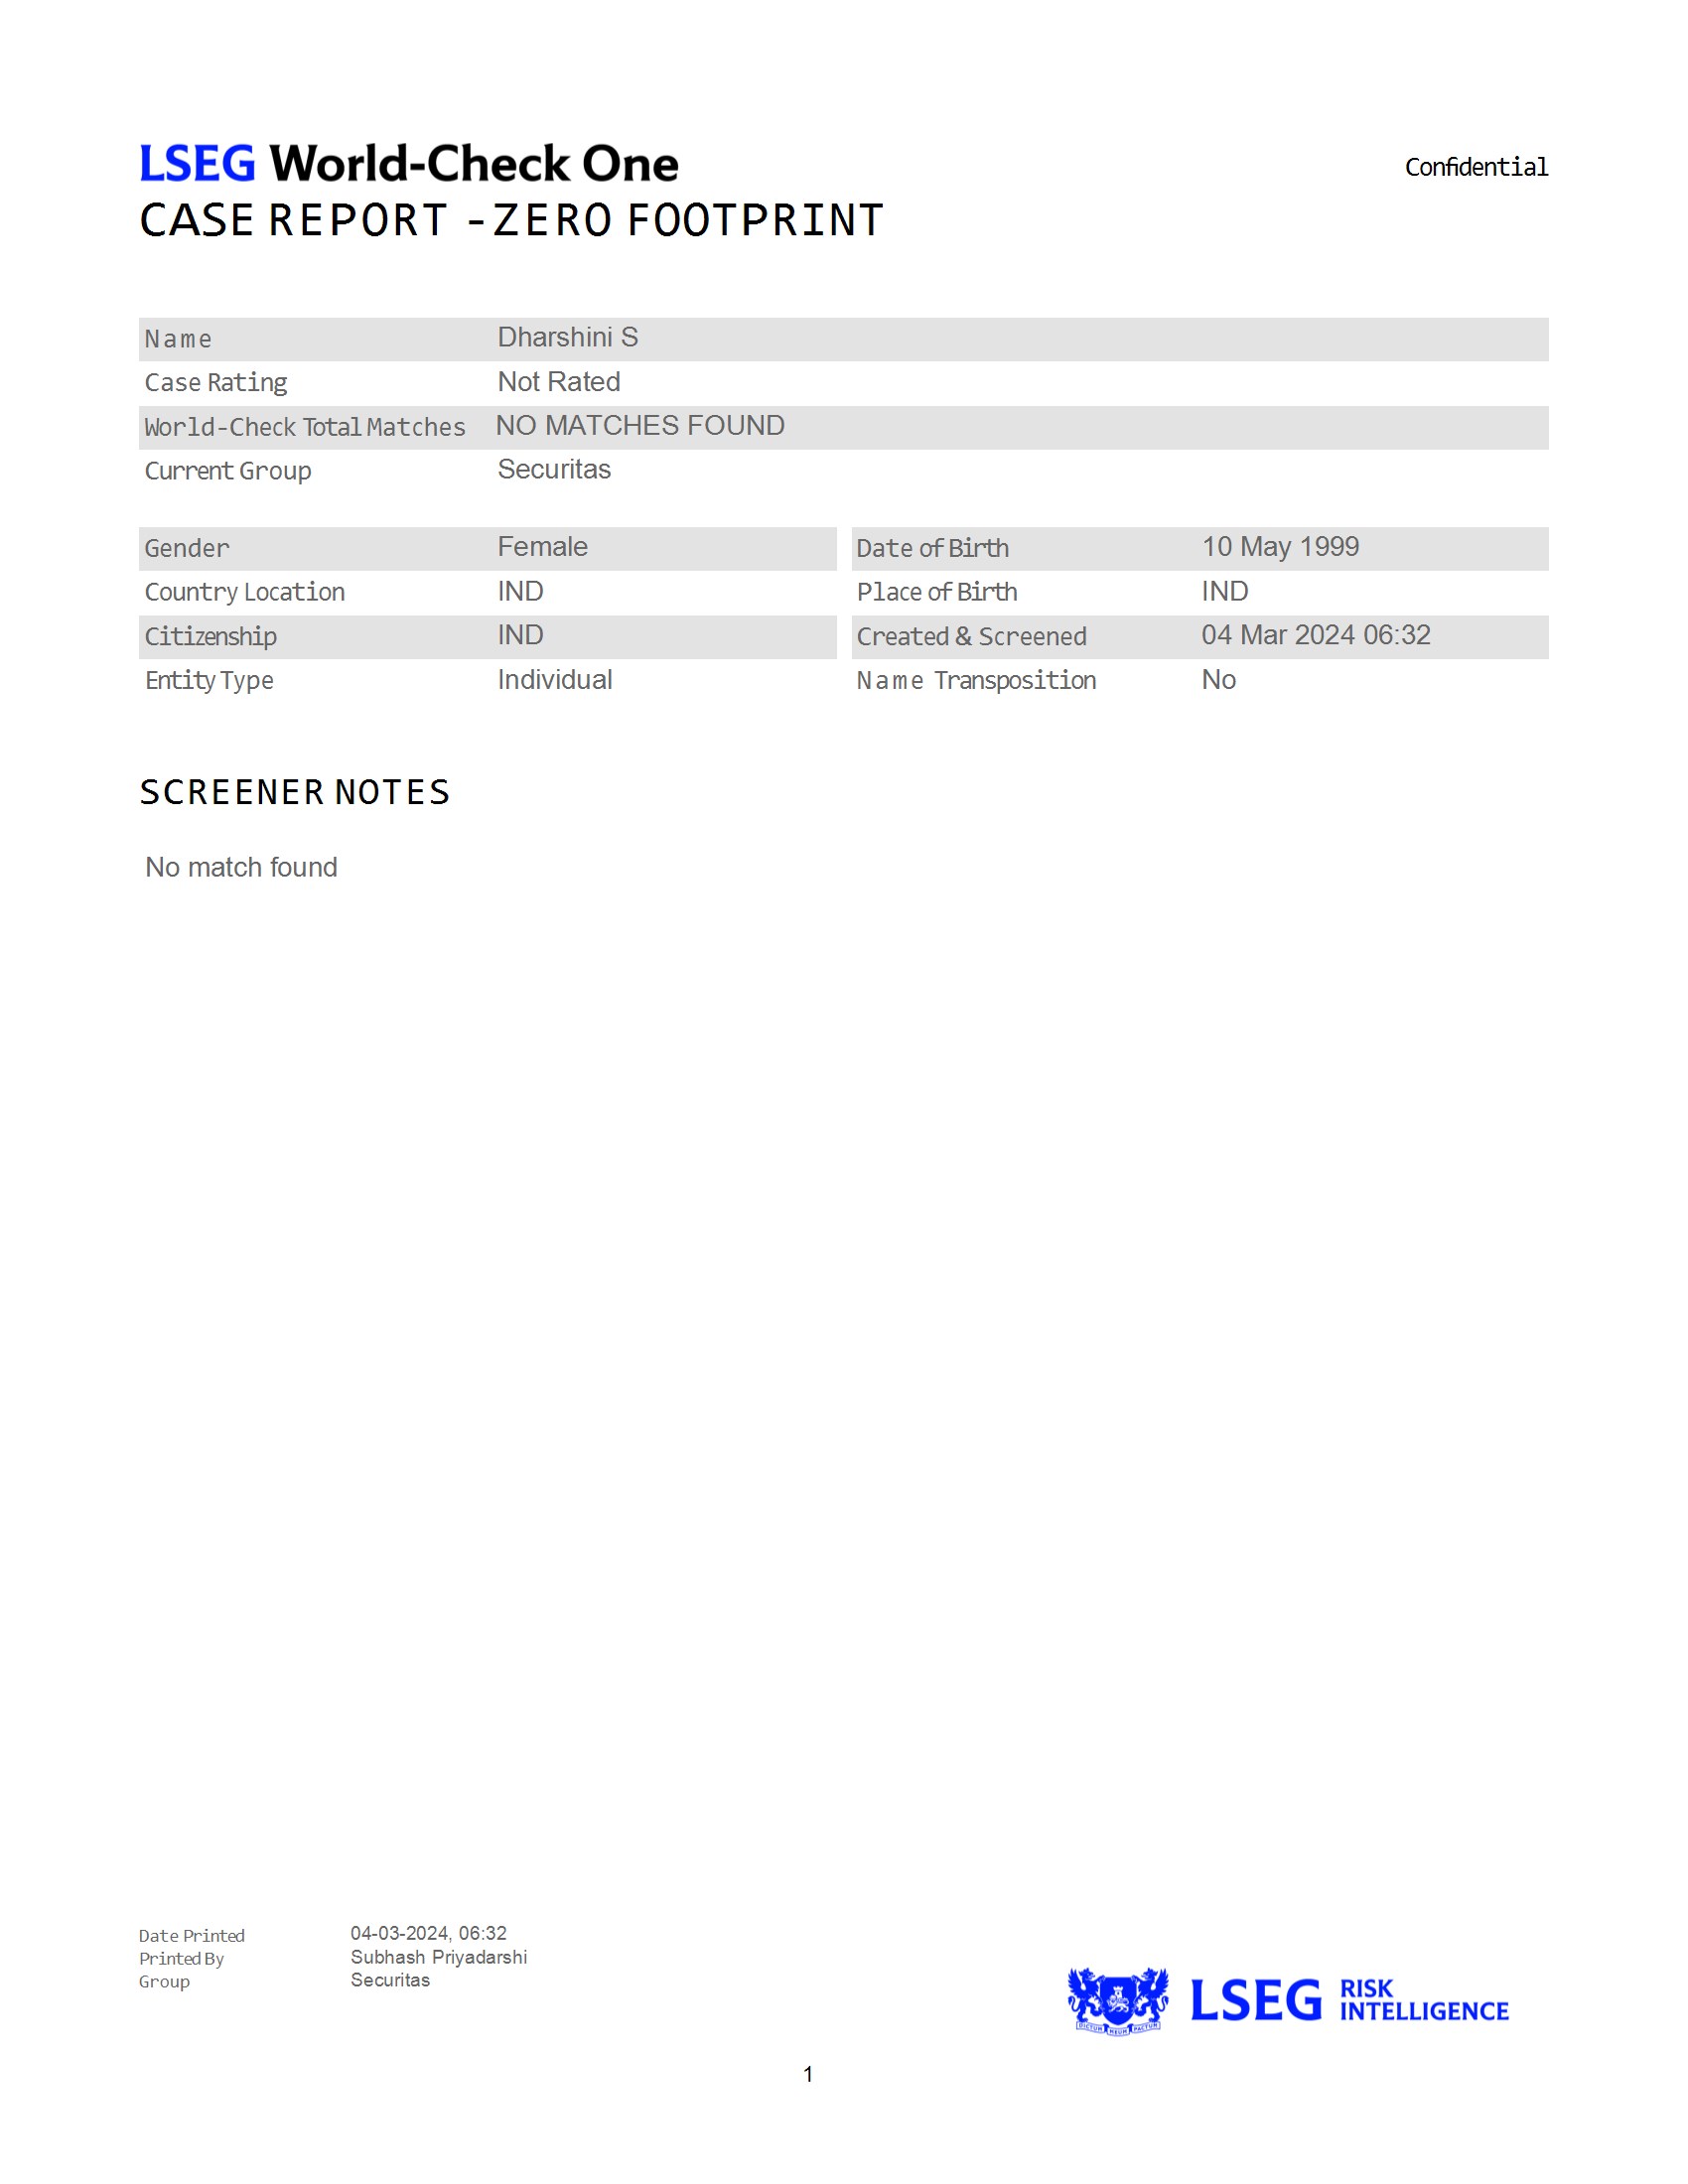 LSEG World-Check One
Confidential
CASE REPORT - ZERO FOOTPRINT
Name Dharshini S
Case Rating Not Rated
World-Check Total Matches NO MATCHES FOUND
Current Group Securitas
Gender Female Date of Birth 10 May 1999
Country Location IND Place of Birth IND
Citizenship IND Created & Screened 04 Mar 2024 06:32
Entity Type Individual Name Transposition No
SCREENER NOTES
No match found
Date Printed 04-03-2024, 06:32
Printed By Subhash Priyadarshi
Group Securitas
DICTUM MEUM PACTUM
LSEG RISK INTELLIGENCE
1